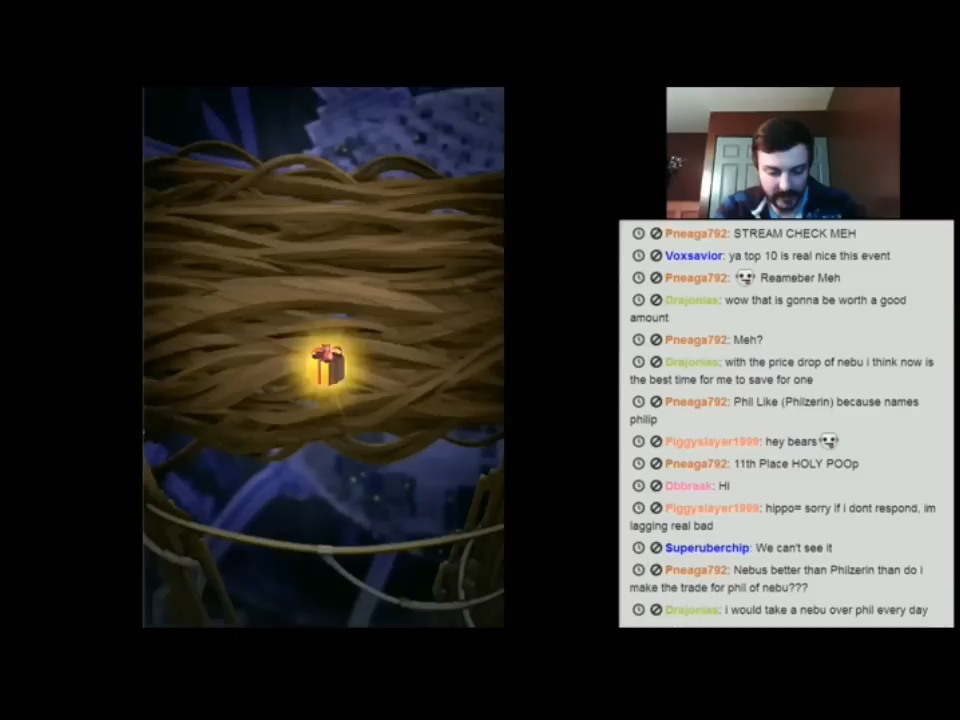 Pneaga792: STREAM CHECK MEH
Voxsavior: ya top 10 is real nice this event
Pneaga792: Reameber Meh
Drajonias: wow that is gonna be worth a good
amount
Pneaga792: Meh?
Drajonias: with the price drop of nebu i think now is
the best time for me to save for one
Pneaga792: Phil Like (Philzerin) because names
philip
Piggyslayer1999: hey bears
Pneaga792: 11th Place HOLY POOp
Dbbraak: Hi
Piggyslayer1999: hippo= sorry if i dont respond, im
lagging real bad
Superuberchip: We can't see it
Pneaga792: Nebus better than Philzerin than do i
make the trade for phil of nebu???
Drajonias: i would take a nebu over phil every day